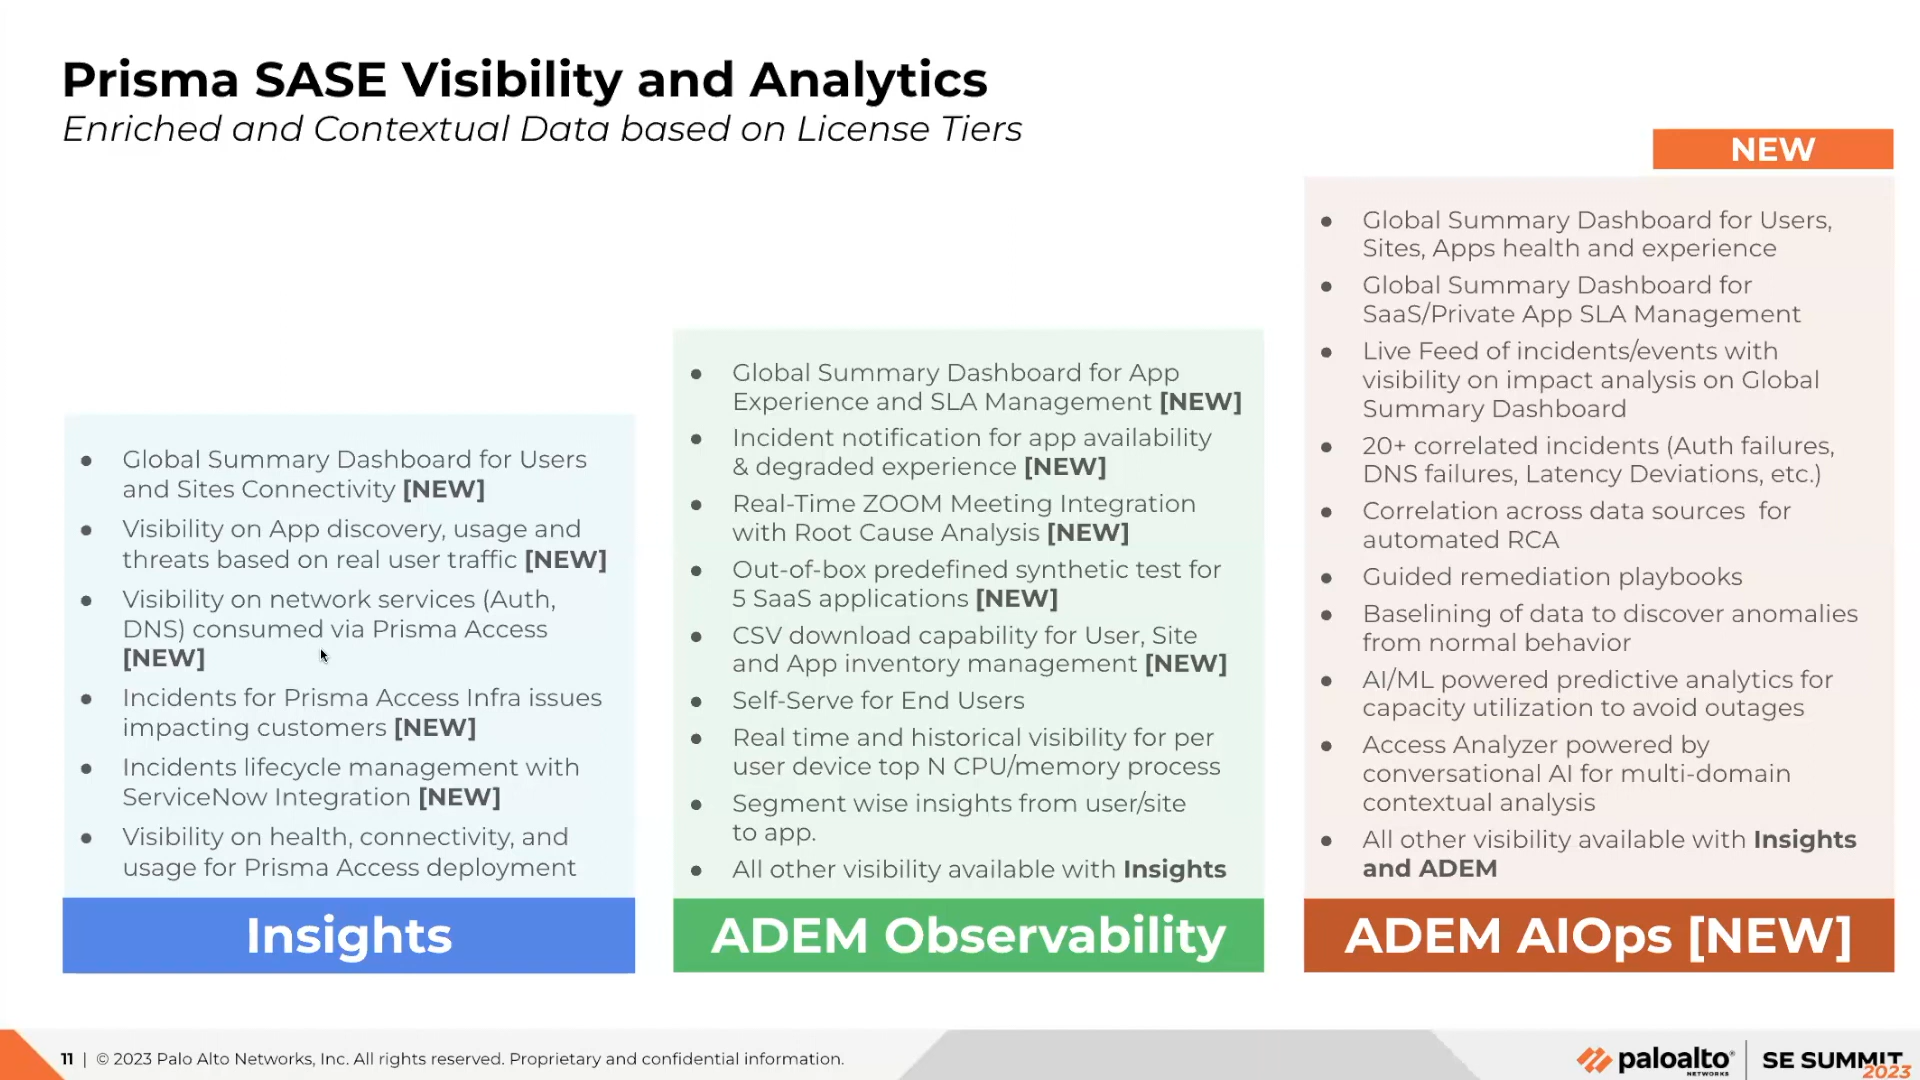 Prisma SASE Visibility and Analytics
Enriched and Contextual Data based on License Tiers
● Global Summary Dashboard for Users
and Sites Connectivity [NEW]
● Visibility on App discovery, usage and
threats based on real user traffic [NEW]
● Visibility on network services (Auth,
DNS) consumed via Prisma Access
[NEW]
● Incidents for Prisma Access Infra issues
impacting customers [NEW]
● Incidents lifecycle management with
ServiceNow Integration [NEW]
● Visibility on health, connectivity, and
usage for Prisma Access deployment
Insights
● Global Summary Dashboard for App
Experience and SLA Management [NEW]
● Incident notification for app availability
& degraded experience [NEW]
● Real-Time ZOOM Meeting Integration
with Root Cause Analysis [NEW]
● Out-of-box predefined synthetic test for
5 SaaS applications [NEW]
● CSV download capability for User, Site
and App inventory management [NEW]
● Self-Serve for End Users
● Real time and historical visibility for per
user device top N CPU/memory process
● Segment wise insights from user/site
to app.
● All other visibility available with Insights
ADEM Observability
NEW
● Global Summary Dashboard for Users,
Sites, Apps health and experience
● Global Summary Dashboard for
SaaS/Private App SLA Management
● Live Feed of incidents/events with
visibility on impact analysis on Global
Summary Dashboard
● 20+ correlated incidents (Auth failures,
DNS failures, Latency Deviations, etc.)
● Correlation across data sources for
automated RCA
● Guided remediation playbooks
● Baselining of data to discover anomalies
from normal behavior
● AI/ML powered predictive analytics for
capacity utilization to avoid outages
● Access Analyzer powered by
conversational AI for multi-domain
contextual analysis
● All other visibility available with Insights
and ADEM
ADEM AIOps [NEW]
11 | © 2023 Palo Alto Networks, Inc. All rights reserved. Proprietary and confidential information.
paloalto
NETWORKS
SE SUMMIT
2023